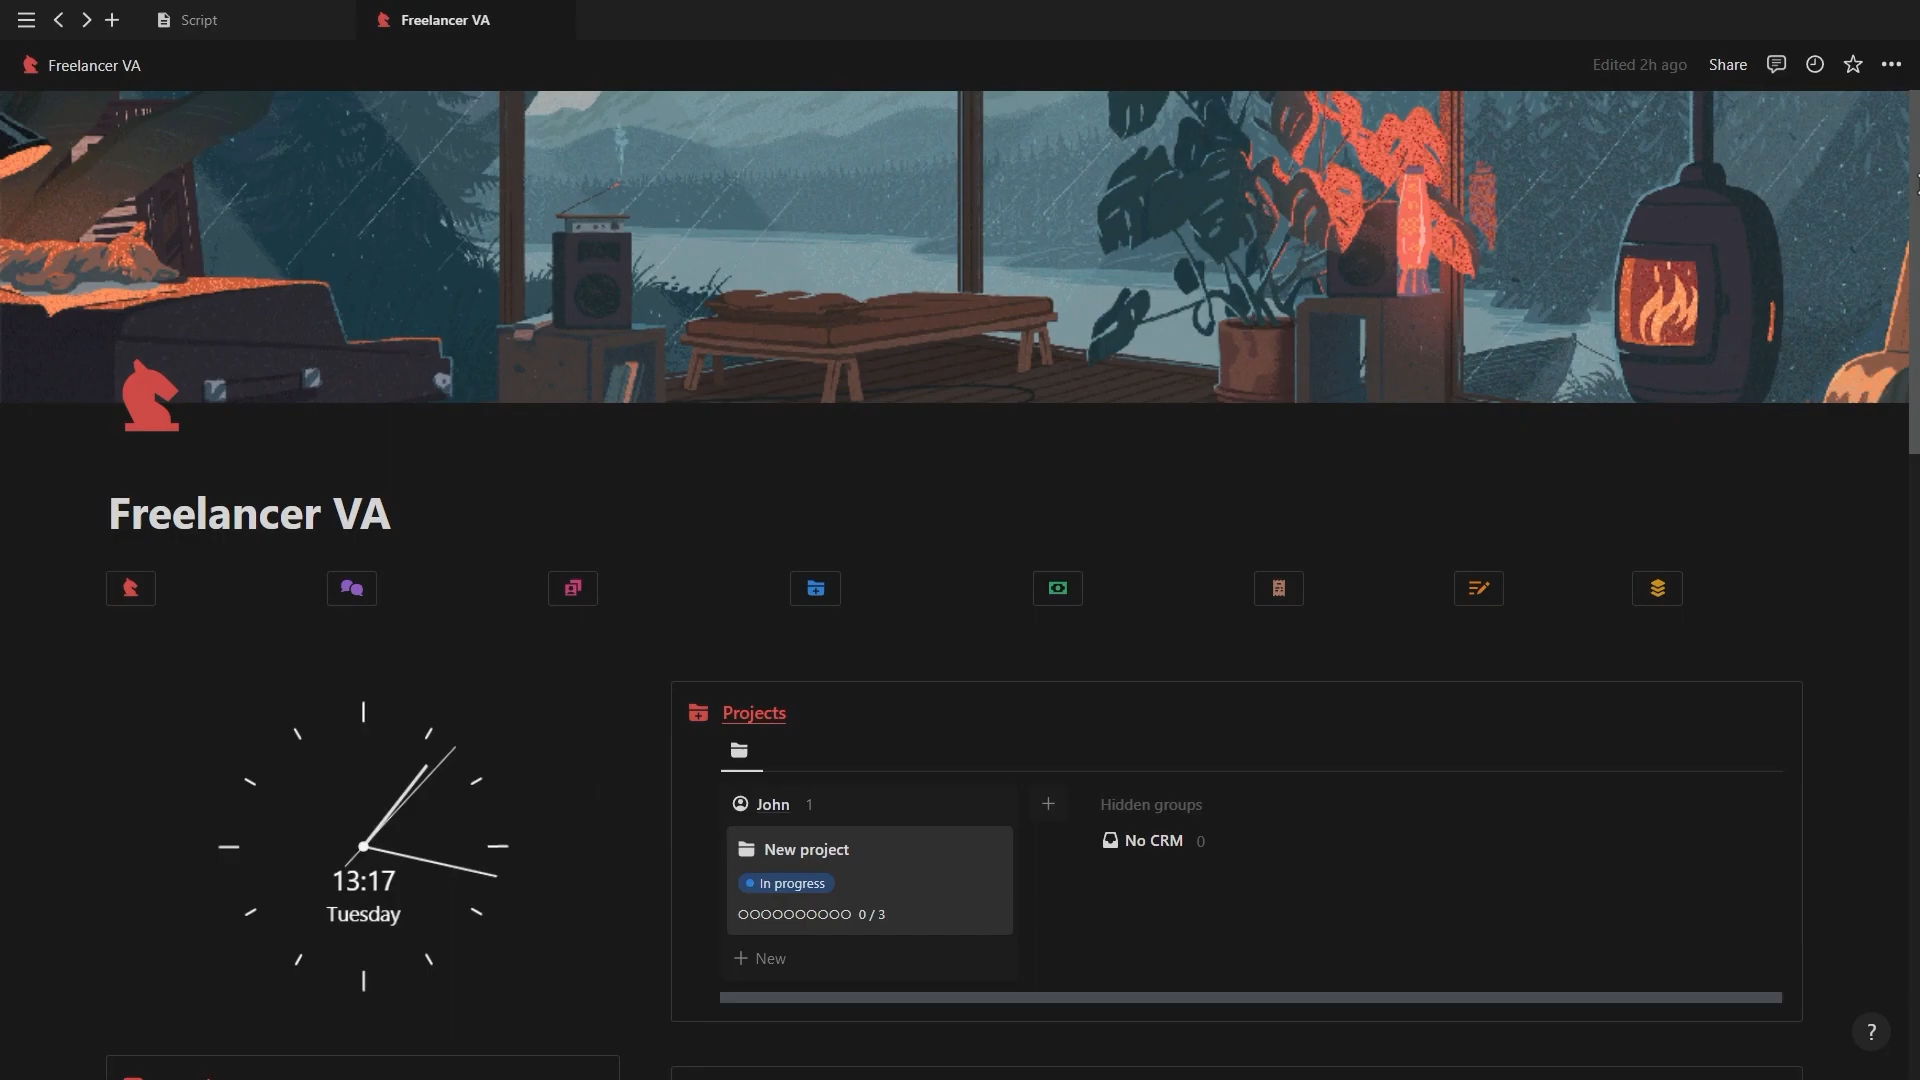 Script
Freelancer VA
Freelancer VA
Edited 2h ago
Share
Freelancer VA
Projects
John 1
Hidden groups
New project
No CRM 0
In progress
0 / 3
New
13:17
Tuesday
?